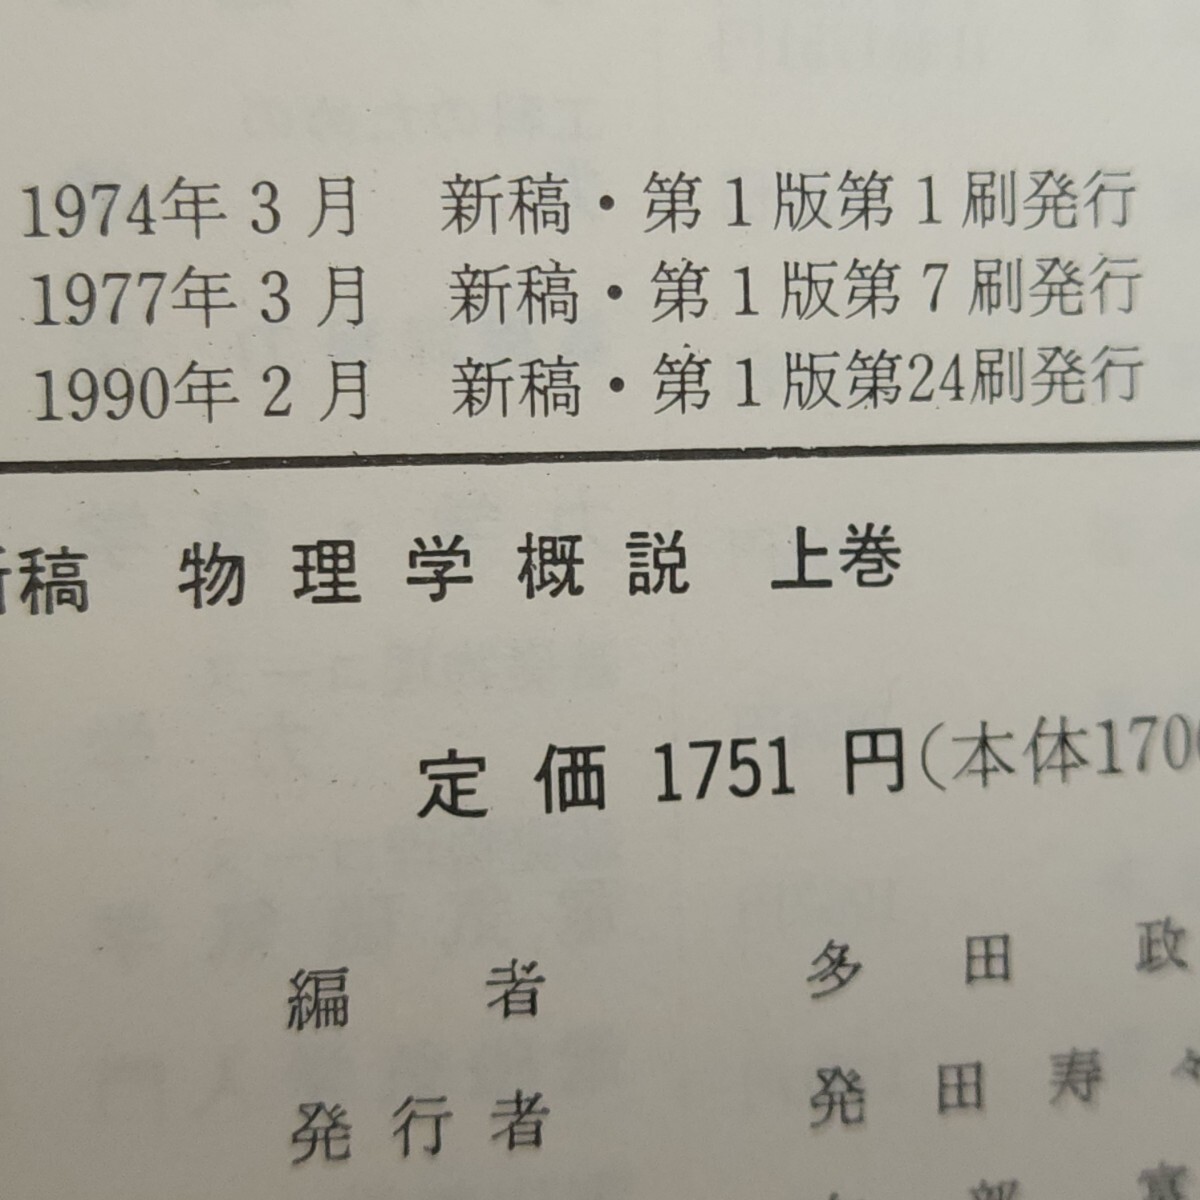 1974年3月　新稿・第1版第1刷発行
1977年3月　新稿・第1版第7刷発行
1990年2月　新稿・第1版第24刷発行
稿　物理学概説　上巻
定価 1751 円(本体170
編者　多田政
発行者　発田寿々
部